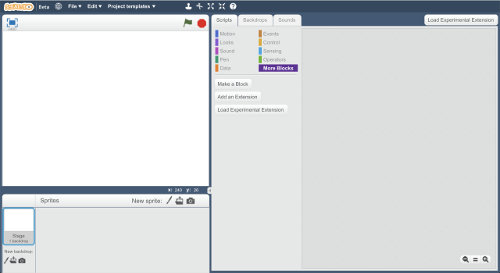 SCRATCH Beta File ▾ Edit ▾ Project templates ▾
Scripts Backdrops Sounds
Load Experimental Extension
Motion Events
Looks Control
Sound Sensing
Pen Operators
Data More Blocks
Make a Block
Add an Extension
Load Experimental Extension
x: 240 y:
Sprites New sprite:
Stage
1 backdrop
New backdrop: